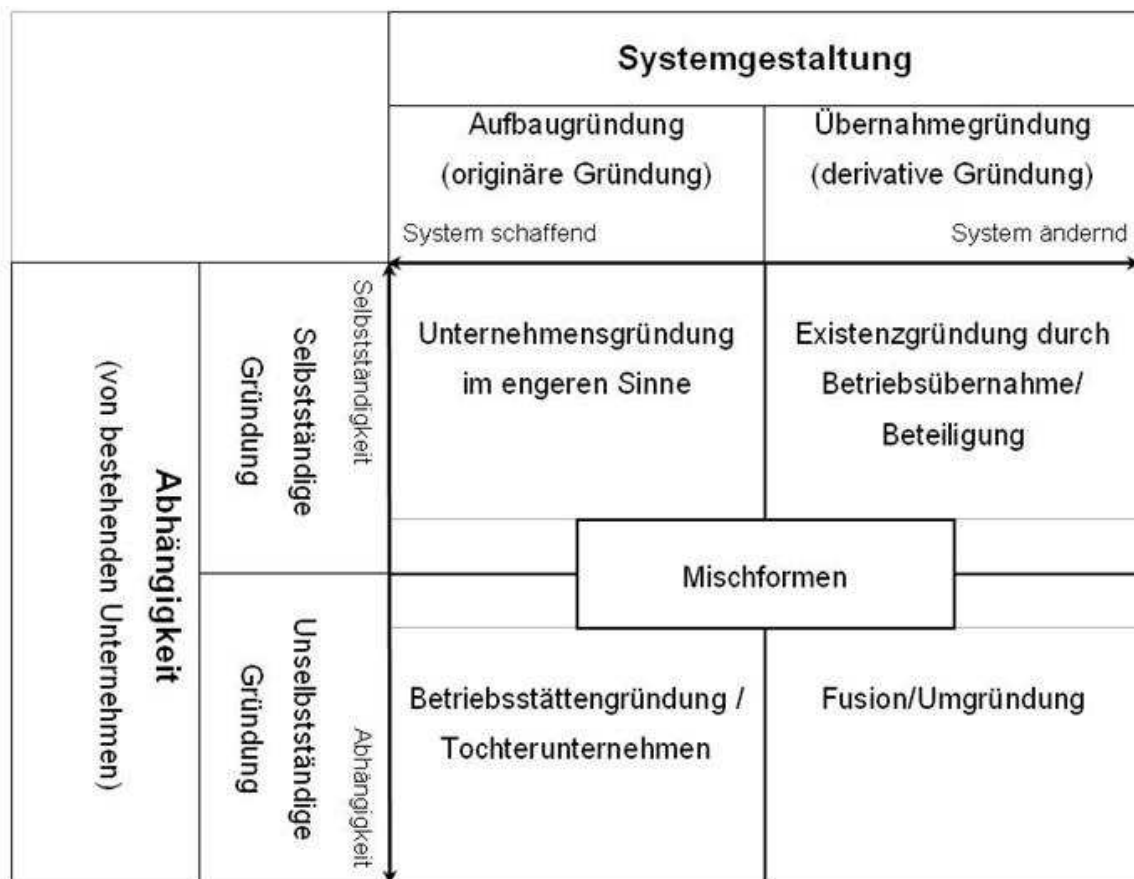 Systemgestaltung
Aufbaugründung
(originäre Gründung)
Übernahmegründung
(derivative Gründung)
System schaffend
System ändernd
Abhängigkeit
(von bestehenden Unternehmen)
Selbstständige
Gründung
Selbstständigkeit
Unternehmensgründung
im engeren Sinne
Existenzgründung durch
Betriebsübernahme/
Beteiligung
Mischformen
Unselbstständige
Gründung
Abhängigkeit
Betriebsstättengründung /
Tochterunternehmen
Fusion/Umgründung